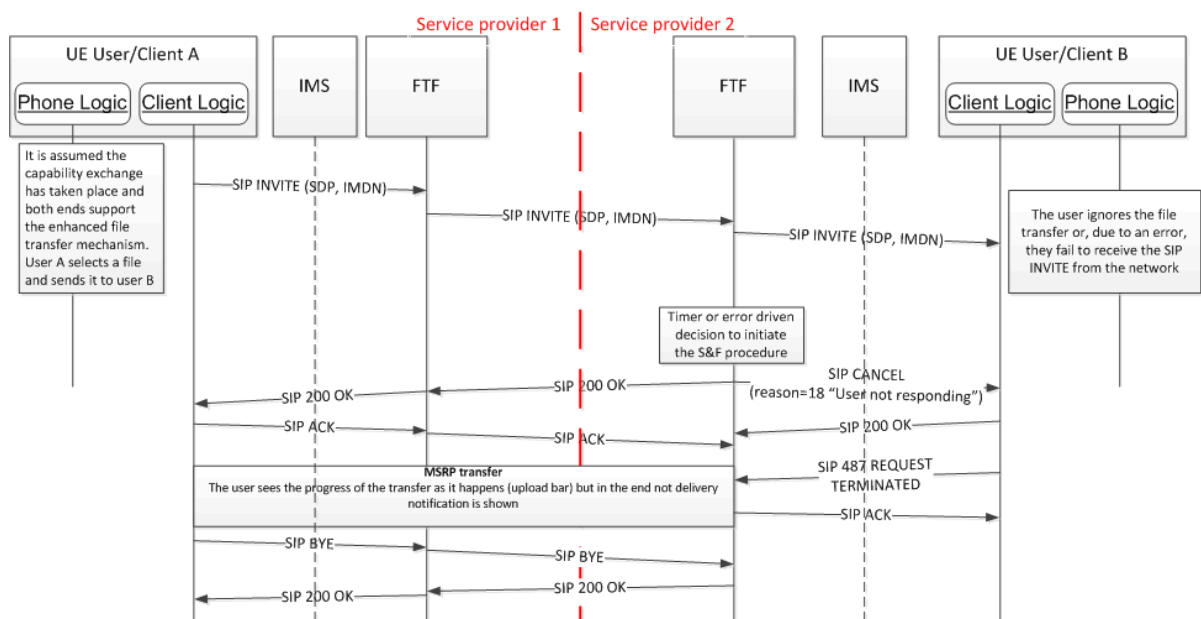 Service provider 1
Service provider 2
UE User/Client A
Phone Logic
Client Logic
IMS
FTF
FTF
IMS
UE User/Client B
Client Logic
Phone Logic
It is assumed the
capability exchange
has taken place and
both ends support
the enhanced file
transfer mechanism.
User A selects a file
and sends it to user B
SIP INVITE (SDP, IMDN)
SIP INVITE (SDP, IMDN)
SIP INVITE (SDP, IMDN)
The user ignores the file
transfer or, due to an error,
they fail to receive the SIP
INVITE from the network
Timer or error driven
decision to initiate
the S&F procedure
SIP CANCEL
(reason=18 “User not responding”)
SIP 200 OK
SIP 200 OK
SIP 200 OK
SIP ACK
SIP ACK
MSRP transfer
The user sees the progress of the transfer as it happens (upload bar) but in the end not delivery
notification is shown
SIP 487 REQUEST
TERMINATED
SIP ACK
SIP BYE
SIP BYE
SIP 200 OK
SIP 200 OK